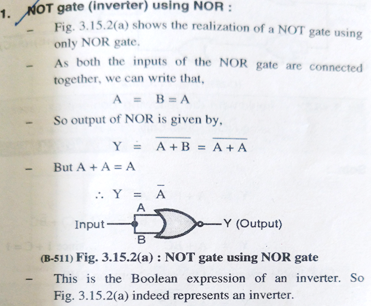 1. NOT gate (inverter) using NOR :
– Fig. 3.15.2(a) shows the realization of a NOT gate using
only NOR gate.
– As both the inputs of the NOR gate are connected
together, we can write that,
A = B = A
– So output of NOR is given by,
Y = \overline{A + B} = \overline{A + A}
– But A + A = A
∴ Y = \overline{A}
A
Input Y (Output)
B
(B-511) Fig. 3.15.2(a) : NOT gate using NOR gate
– This is the Boolean expression of an inverter. So
Fig. 3.15.2(a) indeed represents an inverter.